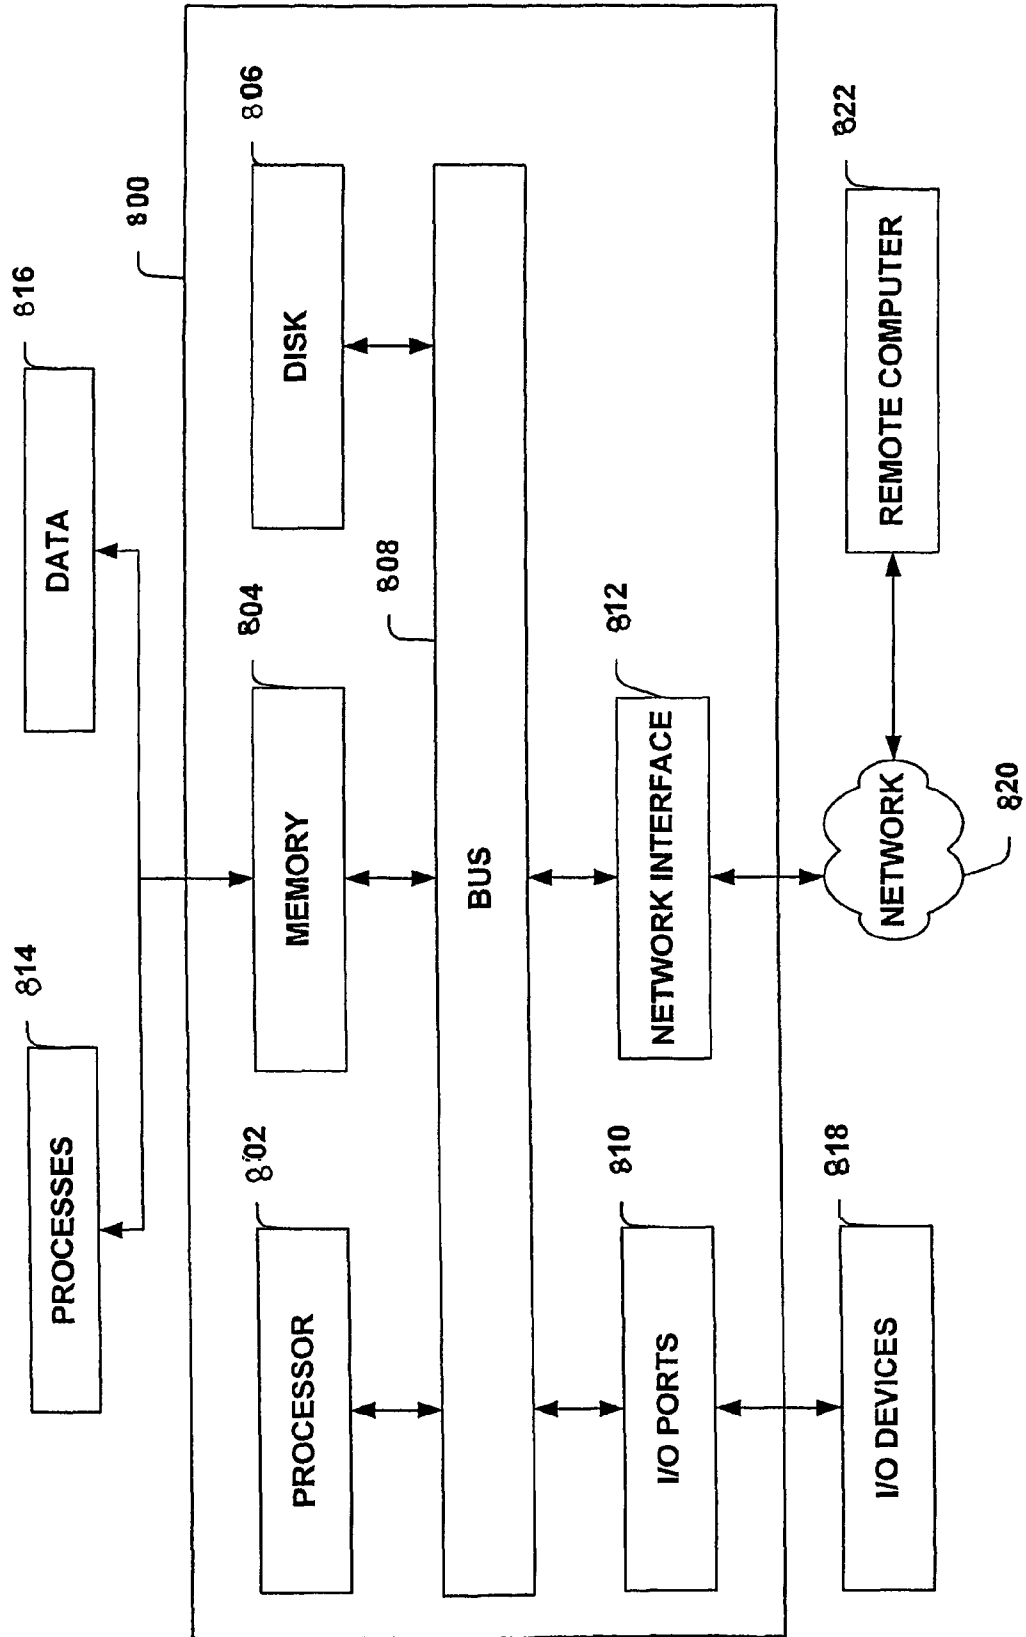 PROCESSES
814
DATA
816
800
PROCESSOR
802
MEMORY
804
DISK
806
BUS
808
I/O PORTS
810
NETWORK INTERFACE
812
I/O DEVICES
818
NETWORK
820
REMOTE COMPUTER
822